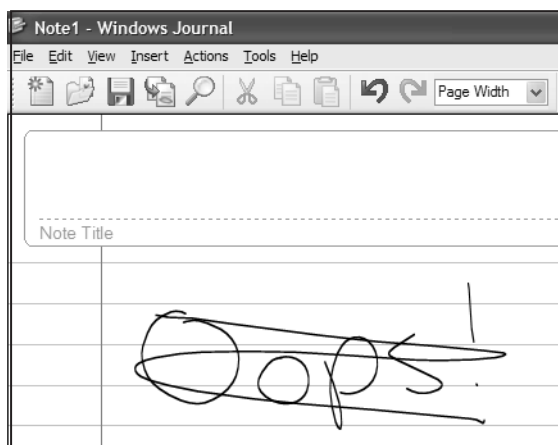 Note1 - Windows Journal
File Edit View Insert Actions Tools Help
Page Width
Note Title
Oops!